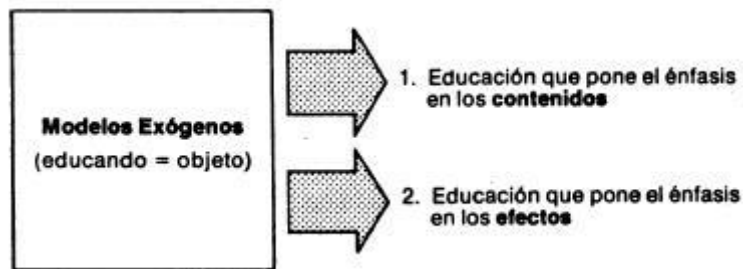 Modelos Exógenos
(educando = objeto)
1. Educación que pone el énfasis
en los contenidos
2. Educación que pone el énfasis
en los efectos